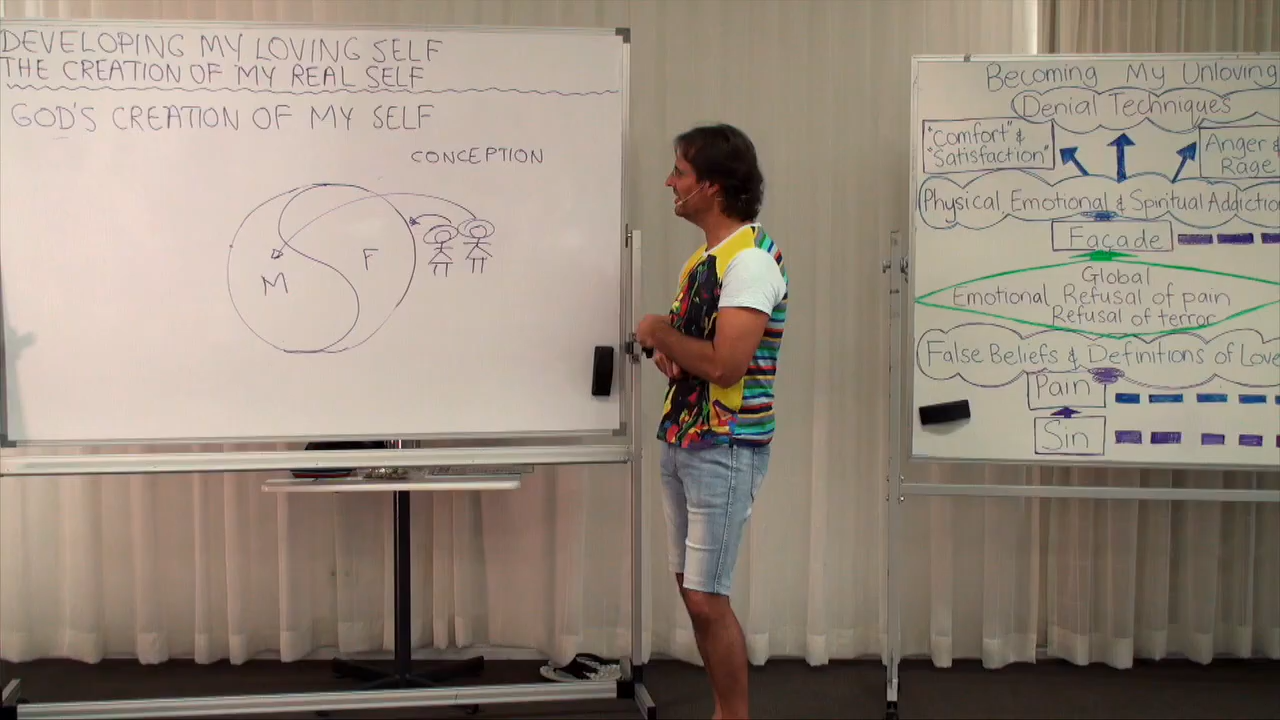 DEVELOPING MY LOVING SELF
THE CREATION OF MY REAL SELF
GOD'S CREATION OF MY SELF
CONCEPTION
M
F
Becoming My Unloving
Denial Techniques
"Comfort" &
"Satisfaction"
Anger &
Rage
Physical Emotional & Spiritual Addictio
Façade
Global
Emotional Refusal of pain
Refusal of terror
False Beliefs & Definitions of Love
Pain
Sin